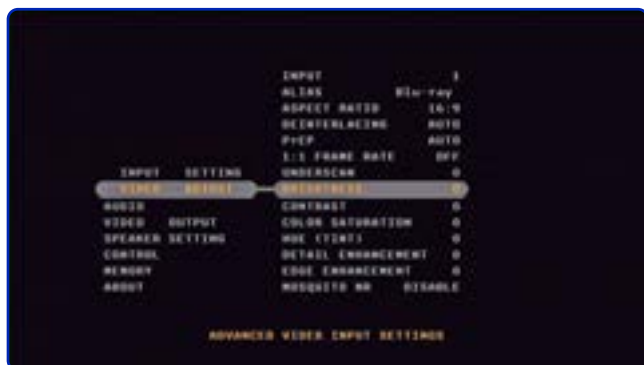 INPUT 1
ALIAS Blu-ray
ASPECT RATIO 16:9
DEINTERLACING AUTO
PrEP AUTO
1:1 FRAME RATE OFF
INPUT SETTING
UNDERSCAN 0
VIDEO ADJUST
BRIGHTNESS 0
AUDIO
CONTRAST 0
VIDEO OUTPUT
COLOR SATURATION 0
SPEAKER SETTING
HUE (TINT) 0
CONTROL
DETAIL ENHANCEMENT 0
MEMORY
EDGE ENHANCEMENT 0
ABOUT
MOSQUITO NR DISABLE
ADVANCED VIDEO INPUT SETTINGS